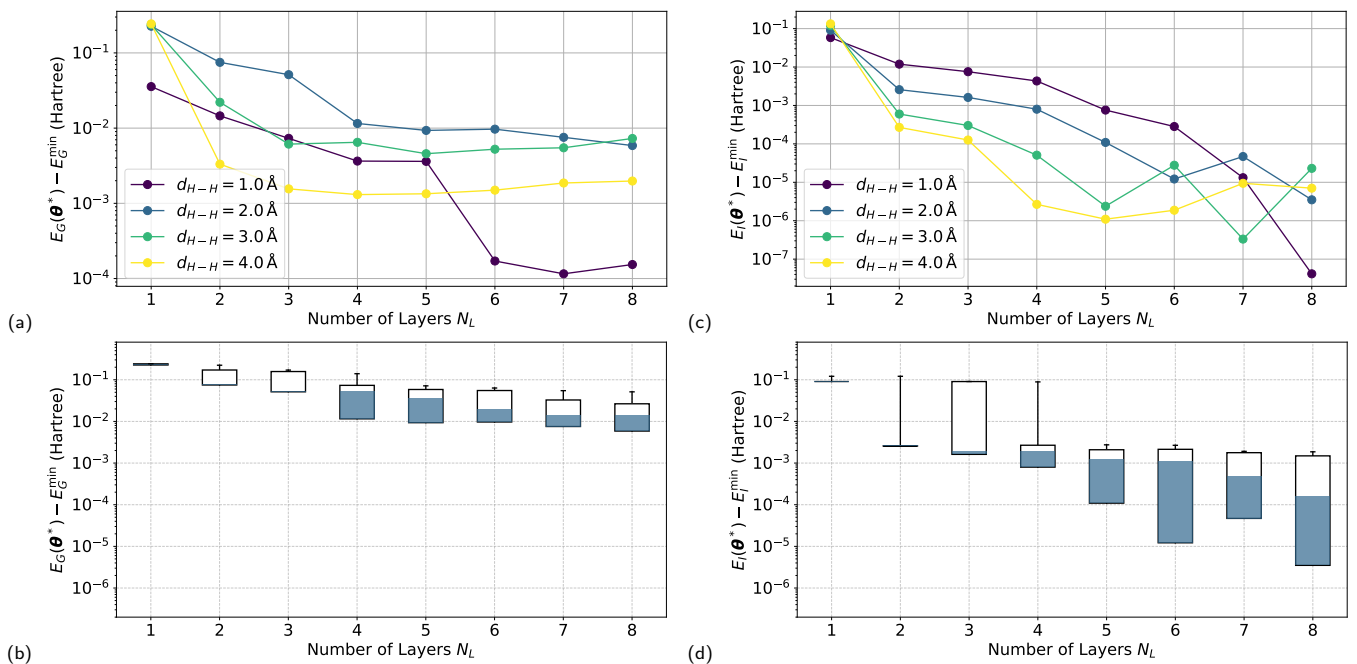 E_G(θ*) − E_G^min (Hartree)
10⁻¹
10⁻²
10⁻³
10⁻⁴
d_{H−H} = 1.0 Å
d_{H−H} = 2.0 Å
d_{H−H} = 3.0 Å
d_{H−H} = 4.0 Å
1 2 3 4 5 6 7 8
Number of Layers N_L
(a)
E_I(θ*) − E_I^min (Hartree)
10⁻¹
10⁻²
10⁻³
10⁻⁴
10⁻⁵
10⁻⁶
10⁻⁷
d_{H−H} = 1.0 Å
d_{H−H} = 2.0 Å
d_{H−H} = 3.0 Å
d_{H−H} = 4.0 Å
1 2 3 4 5 6 7 8
Number of Layers N_L
(c)
E_G(θ*) − E_G^min (Hartree)
10⁻¹
10⁻²
10⁻³
10⁻⁴
10⁻⁵
10⁻⁶
1 2 3 4 5 6 7 8
Number of Layers N_L
(b)
E_I(θ*) − E_I^min (Hartree)
10⁻¹
10⁻²
10⁻³
10⁻⁴
10⁻⁵
10⁻⁶
1 2 3 4 5 6 7 8
Number of Layers N_L
(d)